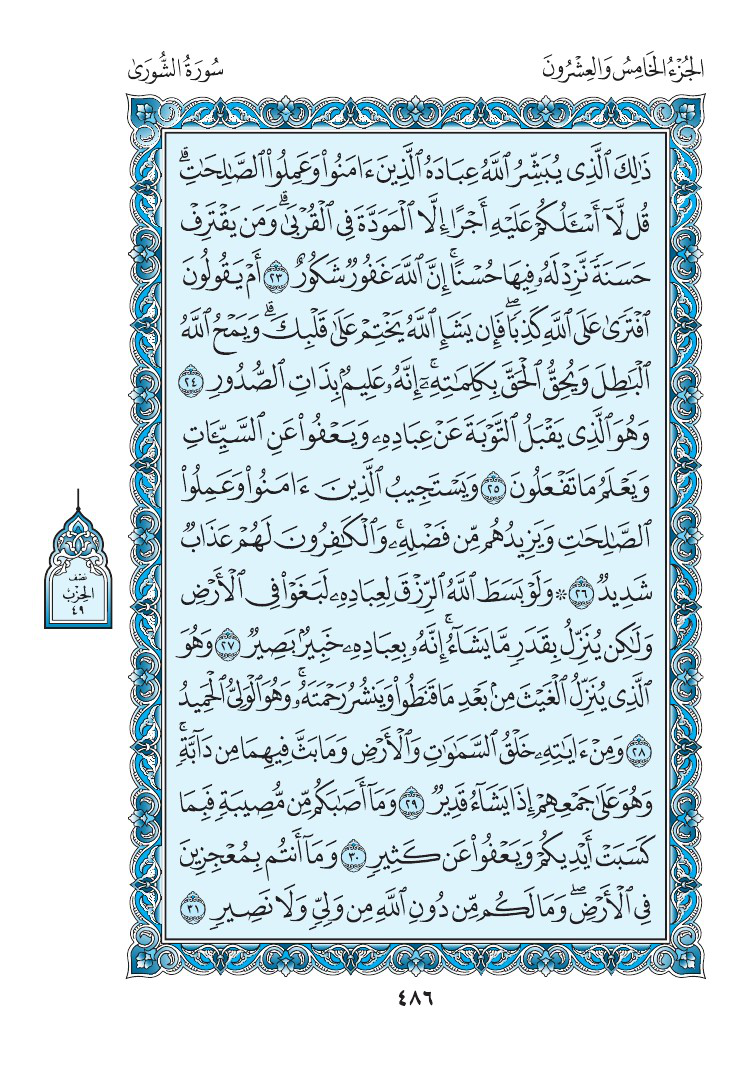 الجُزْءُ الخَامِسُ وَالعِشْرُونَ
سُورَةُ الشُّورَىٰ
ذَٰلِكَ ٱلَّذِي يُبَشِّرُ ٱللَّهُ عِبَادَهُ ٱلَّذِينَ ءَامَنُواْ وَعَمِلُواْ ٱلصَّٰلِحَٰتِۗ
قُل لَّآ أَسۡـَٔلُكُمۡ عَلَيۡهِ أَجۡرًا إِلَّا ٱلۡمَوَدَّةَ فِي ٱلۡقُرۡبَىٰۗ وَمَن يَقۡتَرِفۡ
حَسَنَةٗ نَّزِدۡ لَهُۥ فِيهَا حُسۡنًاۚ إِنَّ ٱللَّهَ غَفُورٞ شَكُورٌ ٢٣ أَمۡ يَقُولُونَ
ٱفۡتَرَىٰ عَلَى ٱللَّهِ كَذِبٗاۖ فَإِن يَشَإِ ٱللَّهُ يَخۡتِمۡ عَلَىٰ قَلۡبِكَۗ وَيَمۡحُ ٱللَّهُ
ٱلۡبَٰطِلَ وَيُحِقُّ ٱلۡحَقَّ بِكَلِمَٰتِهِۦٓۚ إِنَّهُۥ عَلِيمُۢ بِذَاتِ ٱلصُّدُورِ ٢٤
وَهُوَ ٱلَّذِي يَقۡبَلُ ٱلتَّوۡبَةَ عَنۡ عِبَادِهِۦ وَيَعۡفُواْ عَنِ ٱلسَّيِّـَٔاتِ
وَيَعۡلَمُ مَا تَفۡعَلُونَ ٢٥ وَيَسۡتَجِيبُ ٱلَّذِينَ ءَامَنُواْ وَعَمِلُواْ
ٱلصَّٰلِحَٰتِ وَيَزِيدُهُم مِّن فَضۡلِهِۦۚ وَٱلۡكَٰفِرُونَ لَهُمۡ عَذَابٞ
شَدِيدٞ ٢٦ ۞ وَلَوۡ بَسَطَ ٱللَّهُ ٱلرِّزۡقَ لِعِبَادِهِۦ لَبَغَوۡاْ فِي ٱلۡأَرۡضِ
وَلَٰكِن يُنَزِّلُ بِقَدَرٖ مَّا يَشَآءُۚ إِنَّهُۥ بِعِبَادِهِۦ خَبِيرُۢ بَصِيرٞ ٢٧ وَهُوَ
ٱلَّذِي يُنَزِّلُ ٱلۡغَيۡثَ مِنۢ بَعۡدِ مَا قَنَطُواْ وَيَنشُرُ رَحۡمَتَهُۥۚ وَهُوَ ٱلۡوَلِيُّ ٱلۡحَمِيدُ
٢٨ وَمِنۡ ءَايَٰتِهِۦ خَلۡقُ ٱلسَّمَٰوَٰتِ وَٱلۡأَرۡضِ وَمَا بَثَّ فِيهِمَا مِن دَآبَّةٖۚ
وَهُوَ عَلَىٰ جَمۡعِهِمۡ إِذَا يَشَآءُ قَدِيرٞ ٢٩ وَمَآ أَصَٰبَكُم مِّن مُّصِيبَةٖ فَبِمَا
كَسَبَتۡ أَيۡدِيكُمۡ وَيَعۡفُواْ عَن كَثِيرٖ ٣٠ وَمَآ أَنتُم بِمُعۡجِزِينَ
فِي ٱلۡأَرۡضِۖ وَمَا لَكُم مِّن دُونِ ٱللَّهِ مِن وَلِيّٖ وَلَا نَصِيرٖ ٣١
نصف
الحزب
٤٩
٤٨٦